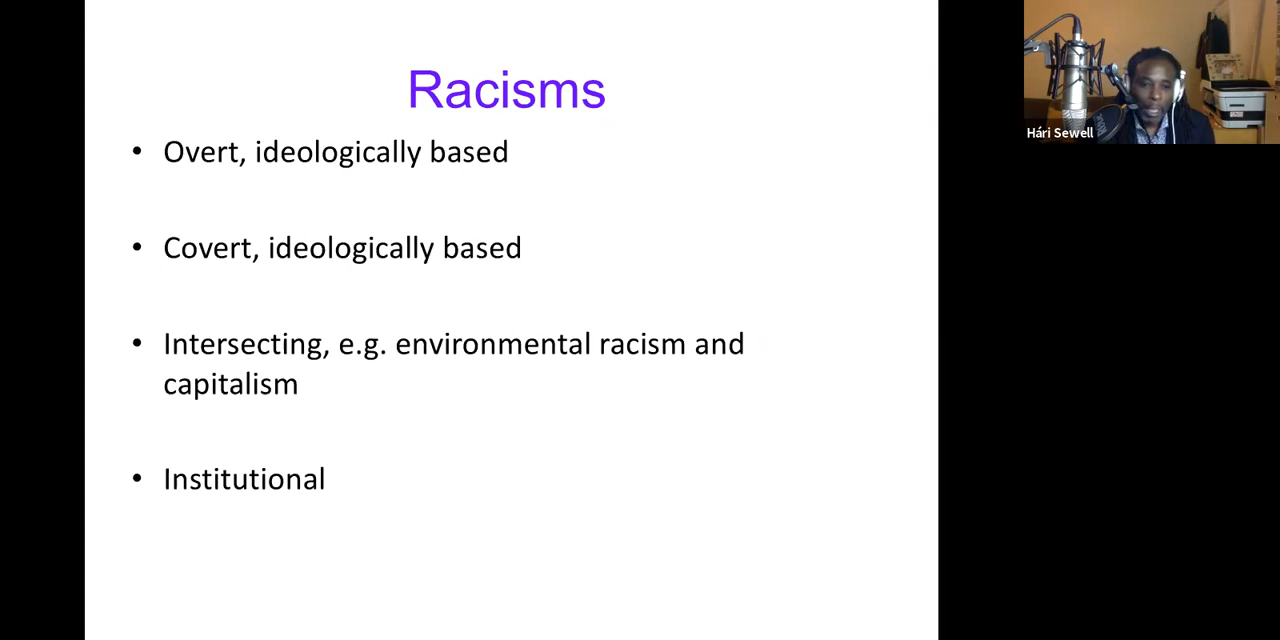 Racisms
• Overt, ideologically based
• Covert, ideologically based
• Intersecting, e.g. environmental racism and
capitalism
• Institutional
Hári Sewell